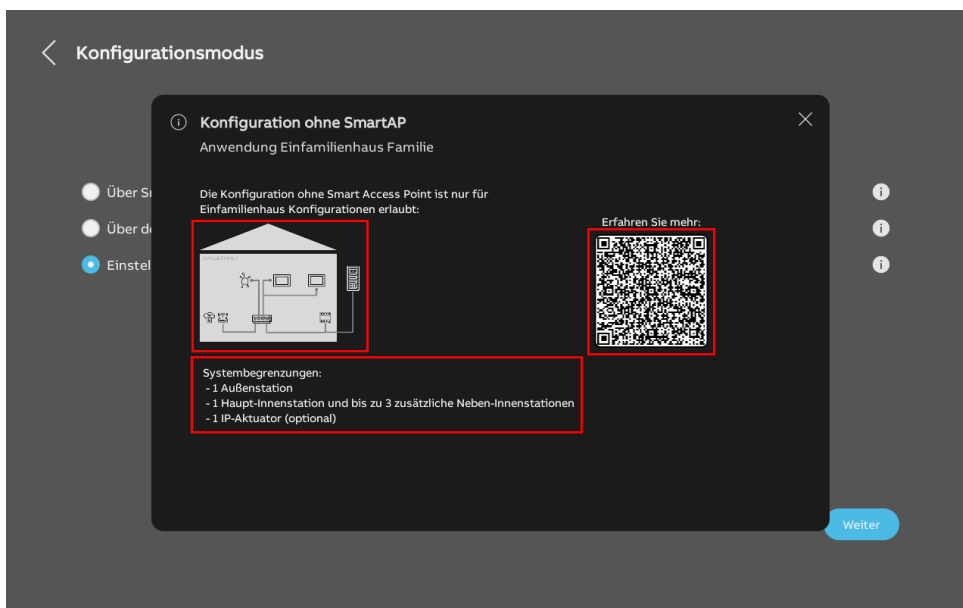 Konfigurationsmodus
Konfiguration ohne SmartAP
Anwendung Einfamilienhaus Familie
Über
Die Konfiguration ohne Smart Access Point ist nur für
Einfamilienhaus Konfigurationen erlaubt:
Erfahren Sie mehr:
Über
Systembegrenzungen:
- 1 Außenstation
- 1 Haupt-Innenstation und bis zu 3 zusätzliche Neben-Innenstationen
- 1 IP-Aktuator (optional)
Weiter